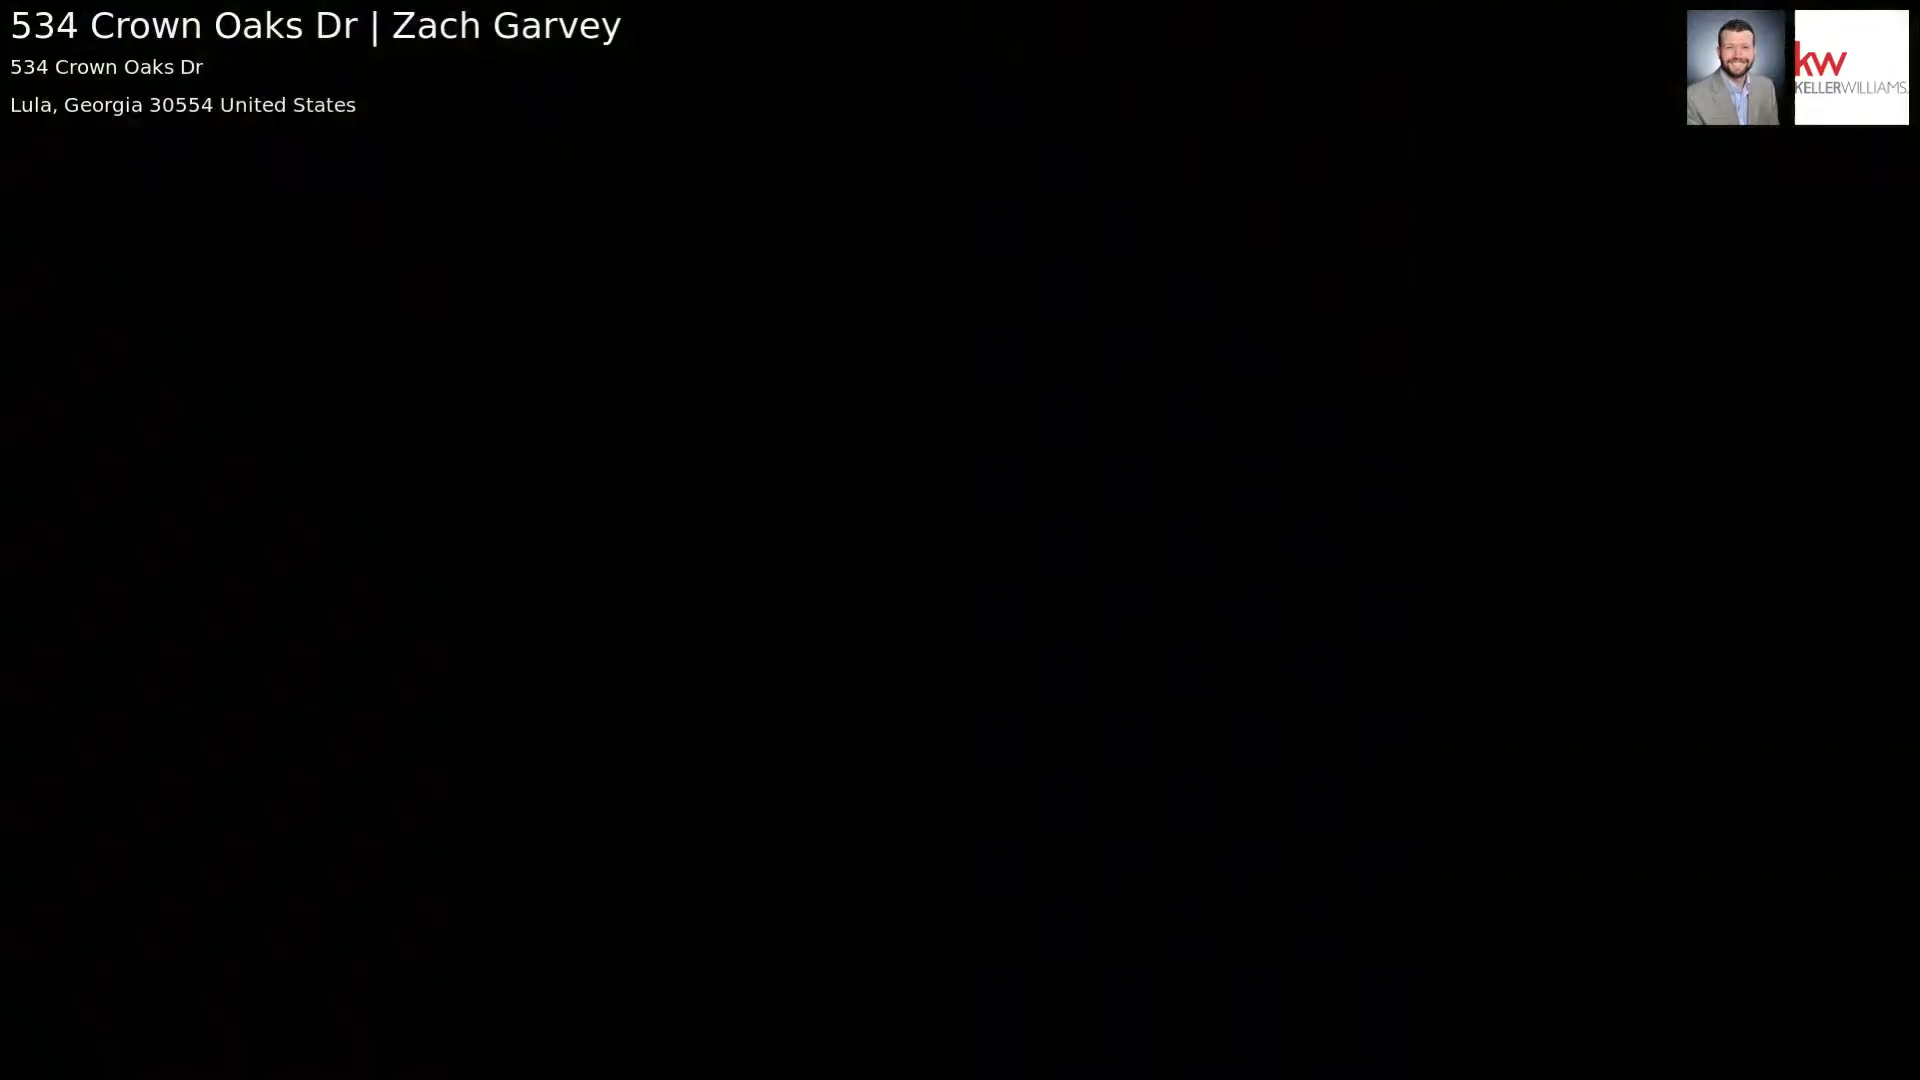 534 Crown Oaks Dr | Zach Garvey
534 Crown Oaks Dr
Lula, Georgia 30554 United States
kw
KELLERWILLIAMS.